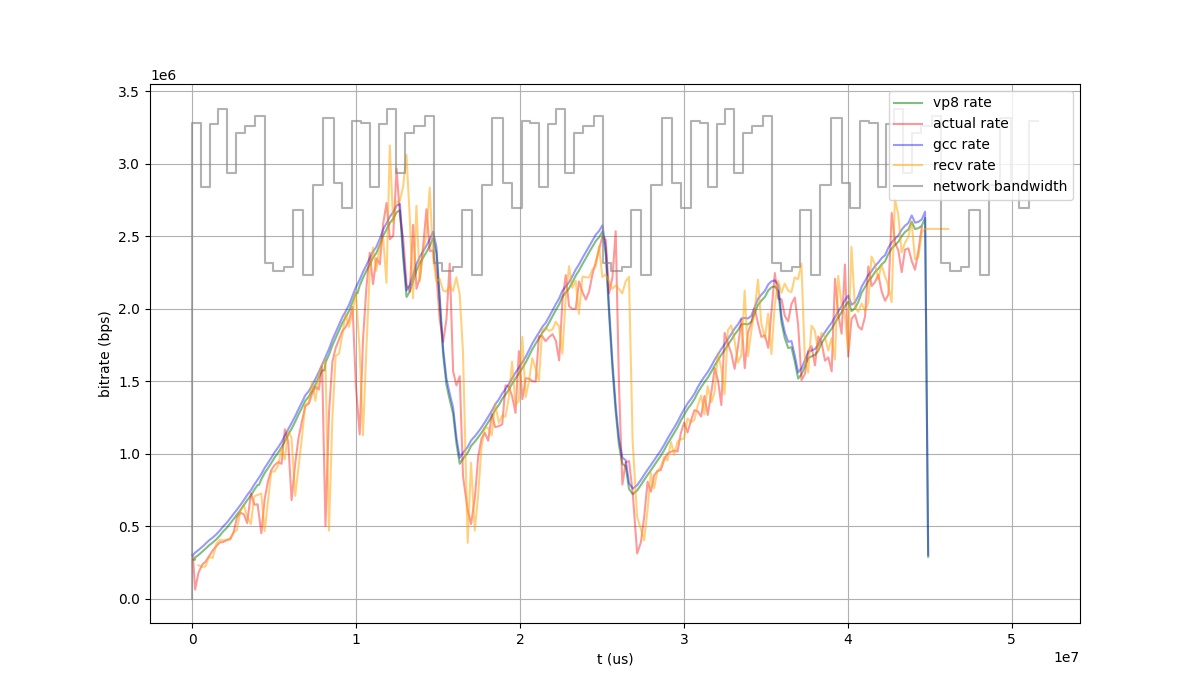 1e6
3.5
3.0
2.5
2.0
1.5
1.0
0.5
0.0
bitrate (bps)
vp8 rate
actual rate
gcc rate
recv rate
network bandwidth
0
1
2
3
4
5
t (us)
1e7